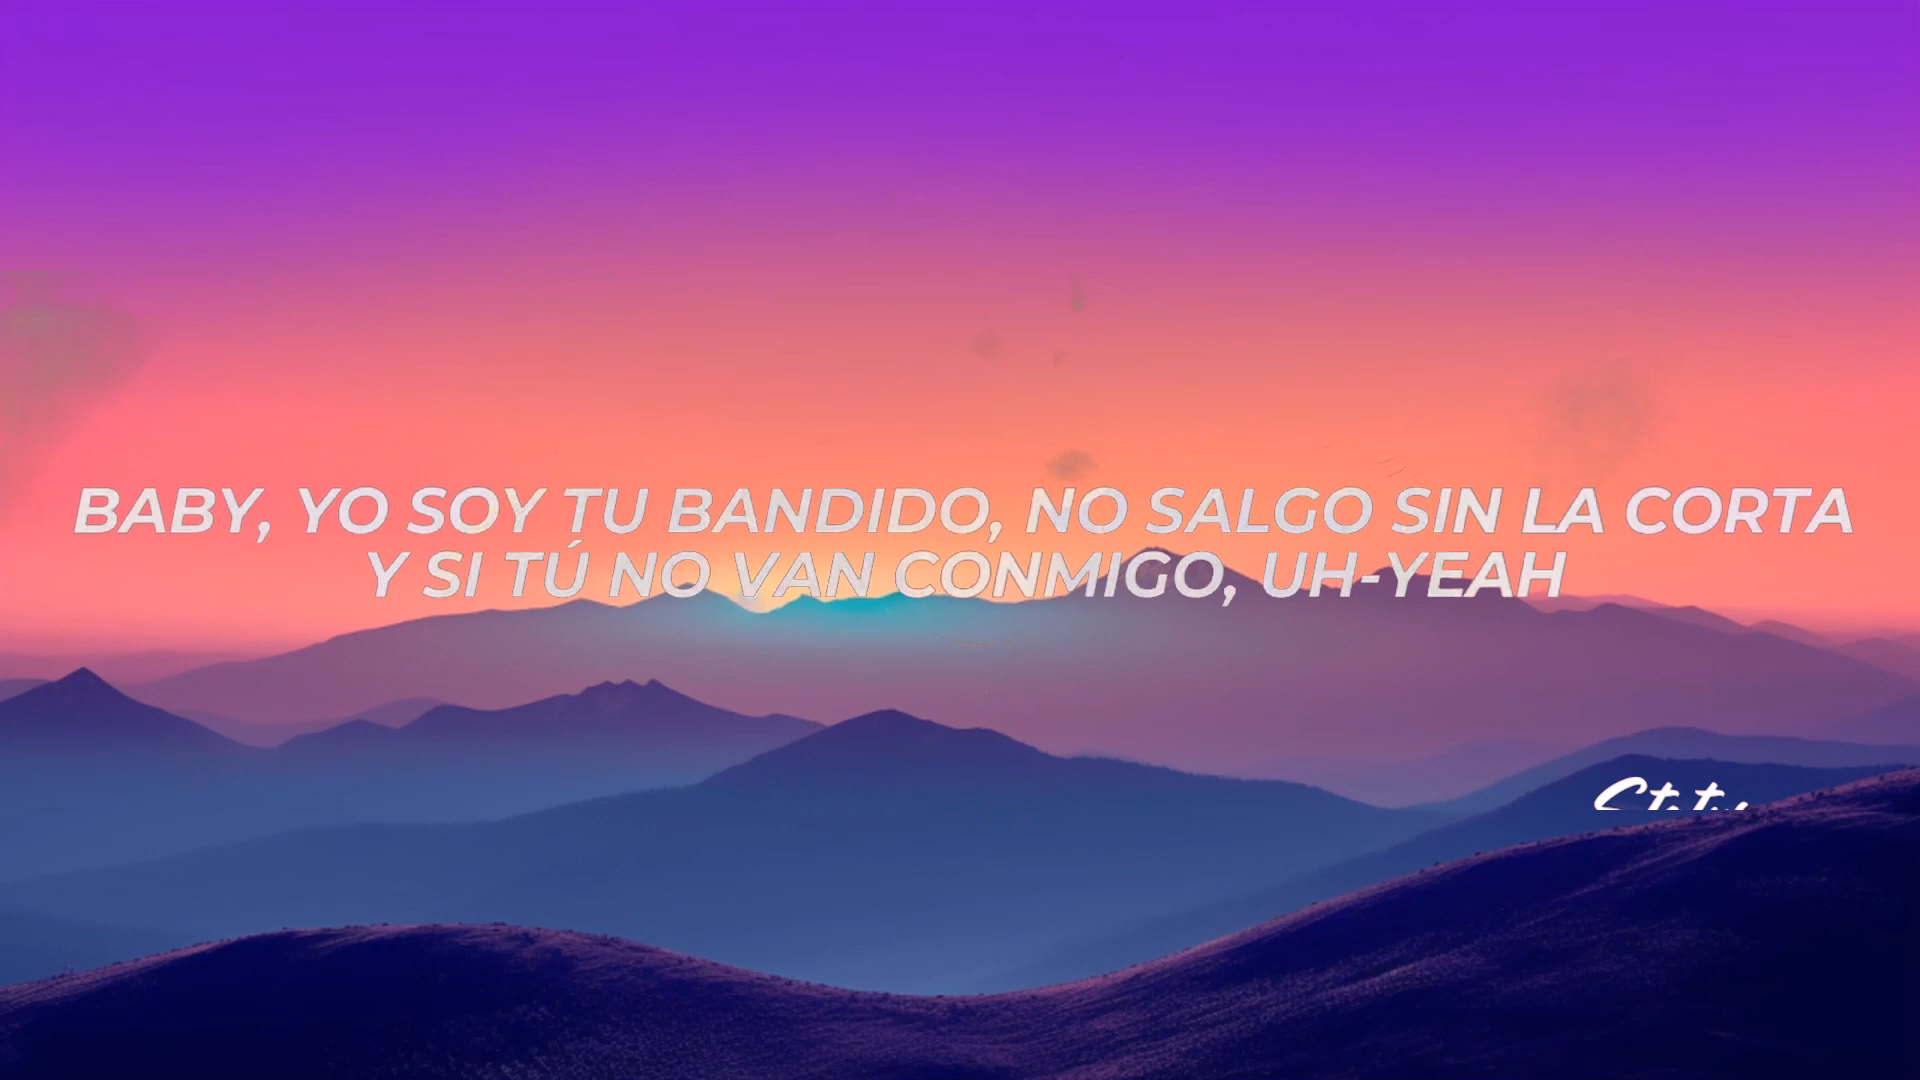 BABY, YO SOY TU BANDIDO, NO SALGO SIN LA CORTA
Y SI TÚ NO VAN CONMIGO, UH-YEAH